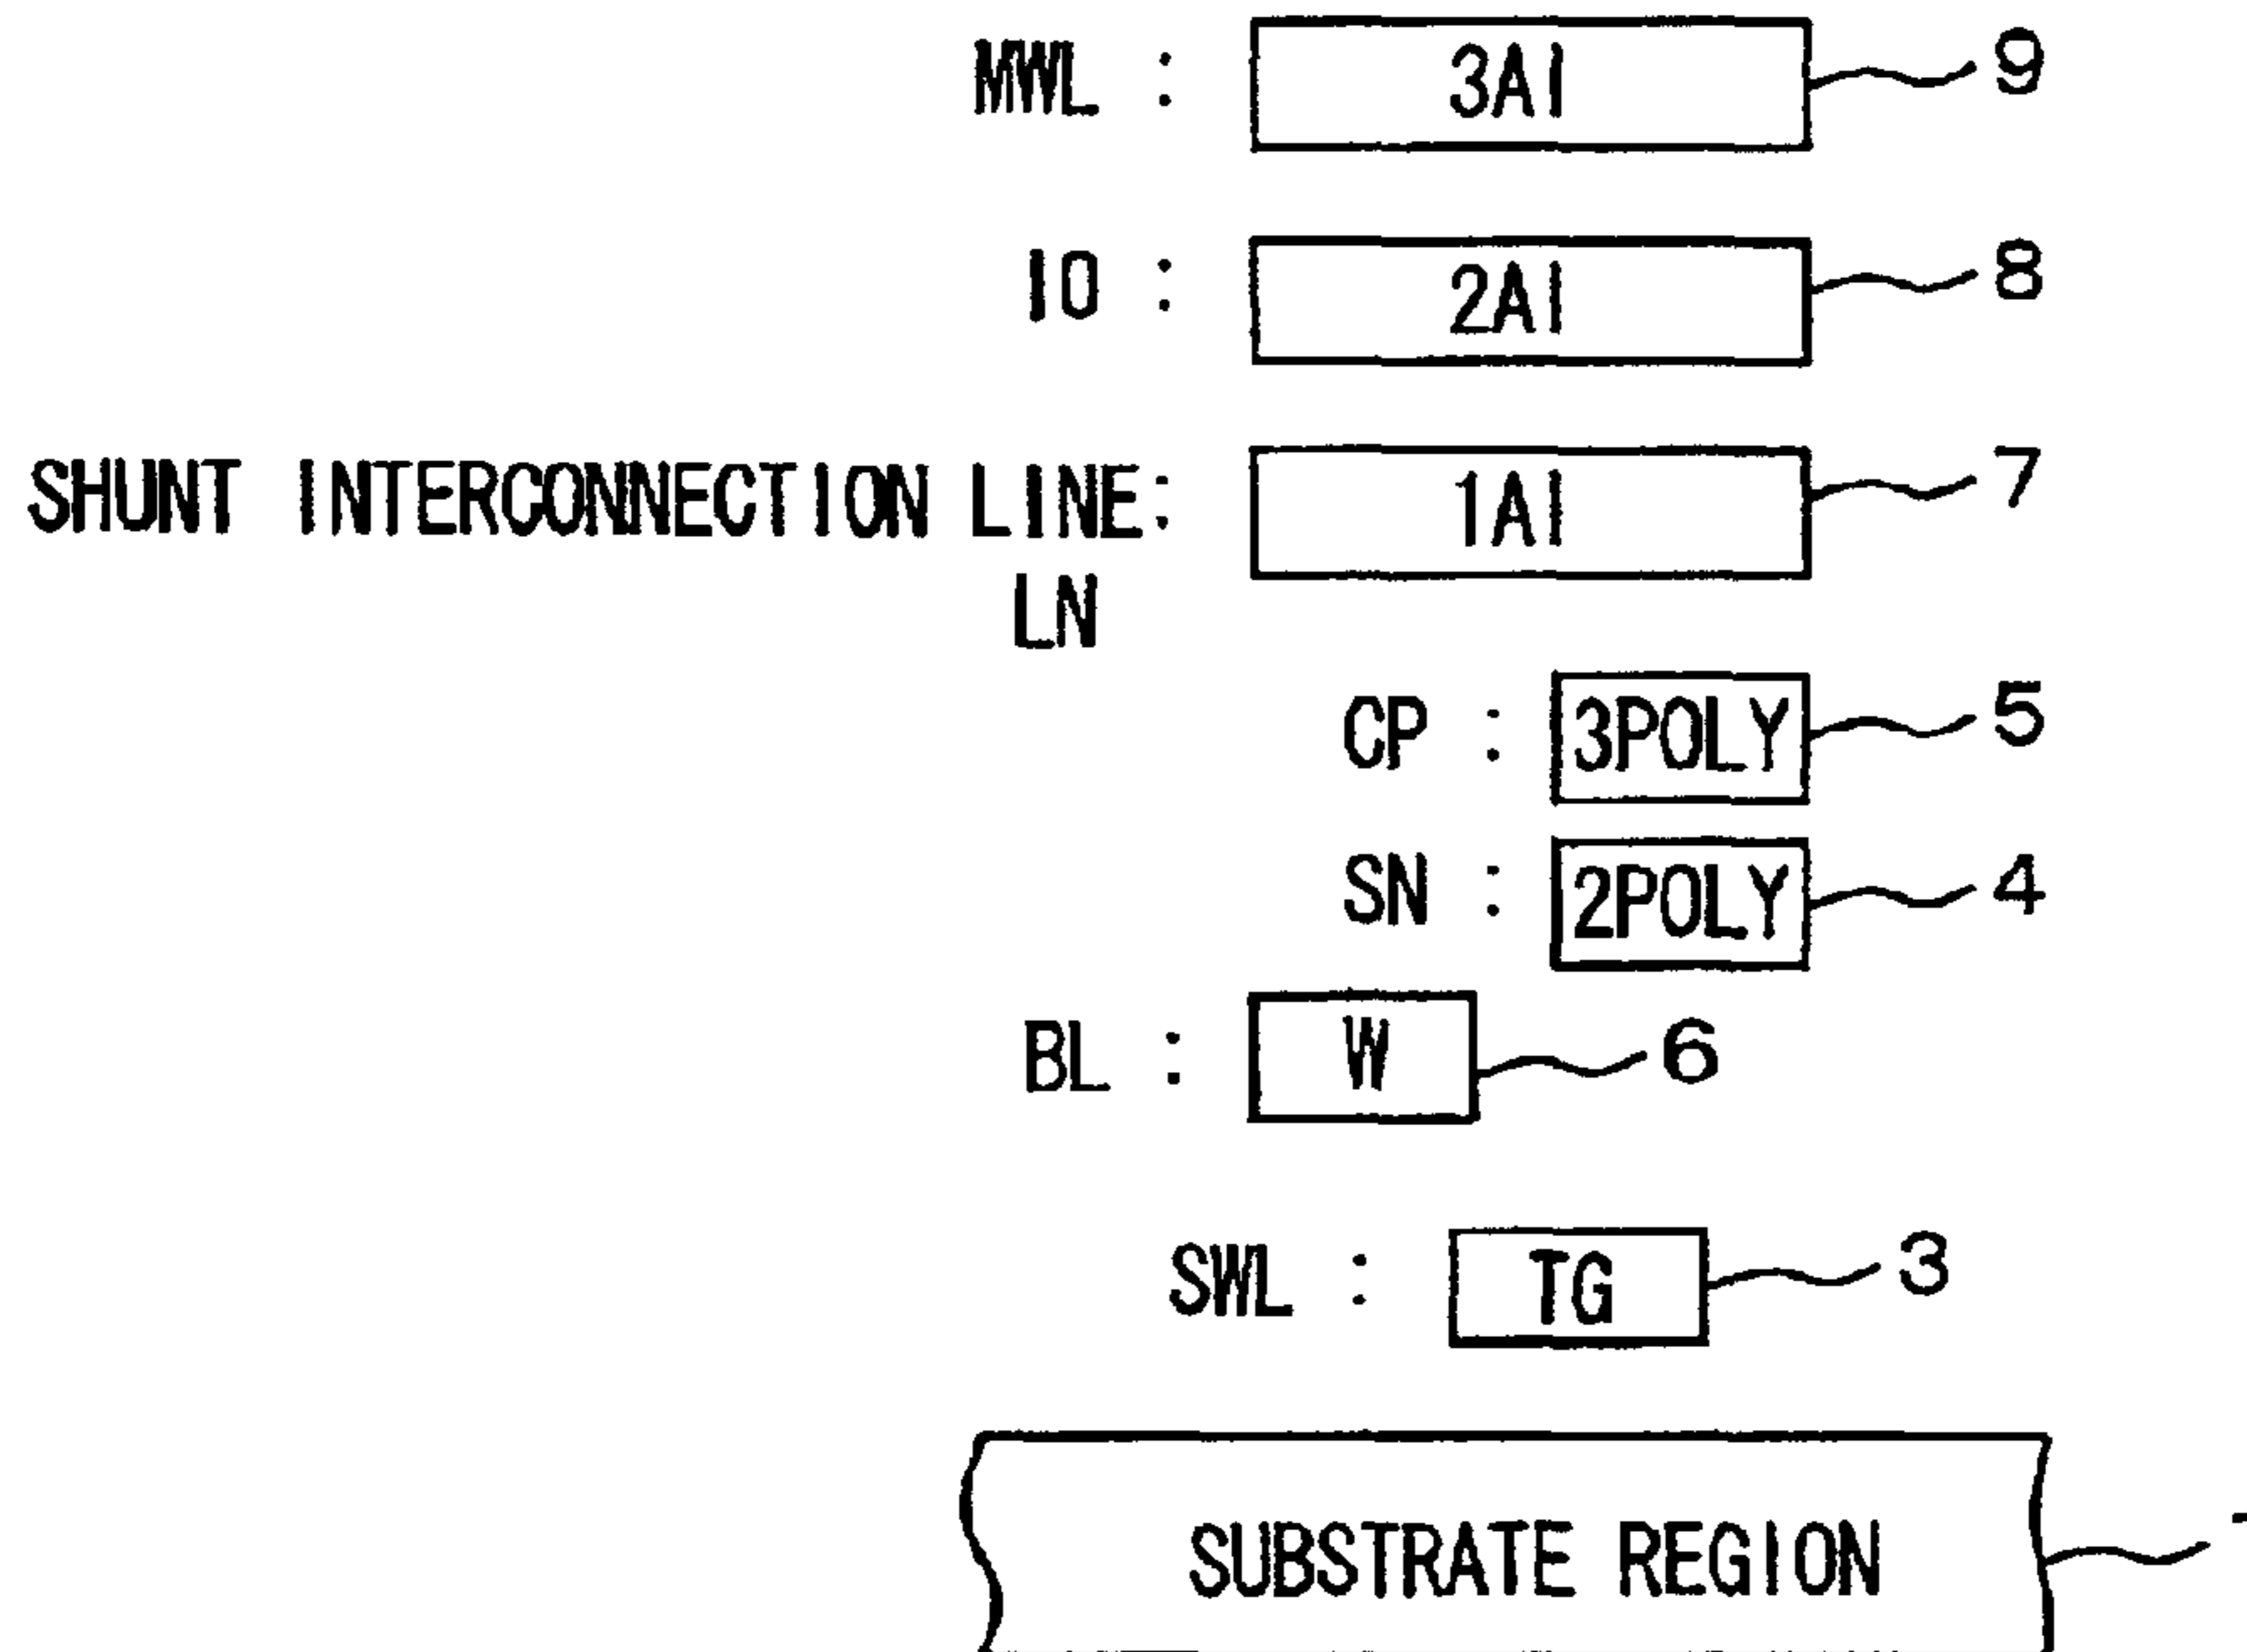 MWL : 3Al 9
IO : 2Al 8
SHUNT INTERCONNECTION LINE: 1Al 7
LN
CP : 3POLY 5
SN : 2POLY 4
BL : W 6
SWL : TG 3
SUBSTRATE REGION